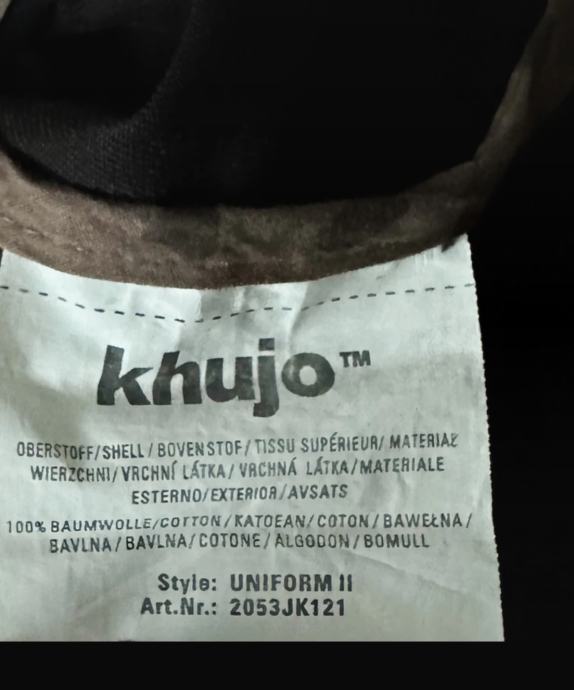 khujo™
OBERSTOFF/SHELL/BOVENSTOF/TISSU SUPÉRIEUR/MATERIAŁ
WIERZCHNI/VRCHNÍ LÁTKA/VRCHNÁ LÁTKA/MATERIALE
ESTERNO/EXTERIOR/AVSATS
100% BAUMWOLLE/COTTON/KATOEAN/COTON/BAWEŁNA/
BAVLNA/BAVLNA/COTONE/ALGODON/BOMULL
Style: UNIFORM II
Art.Nr.: 2053JK121